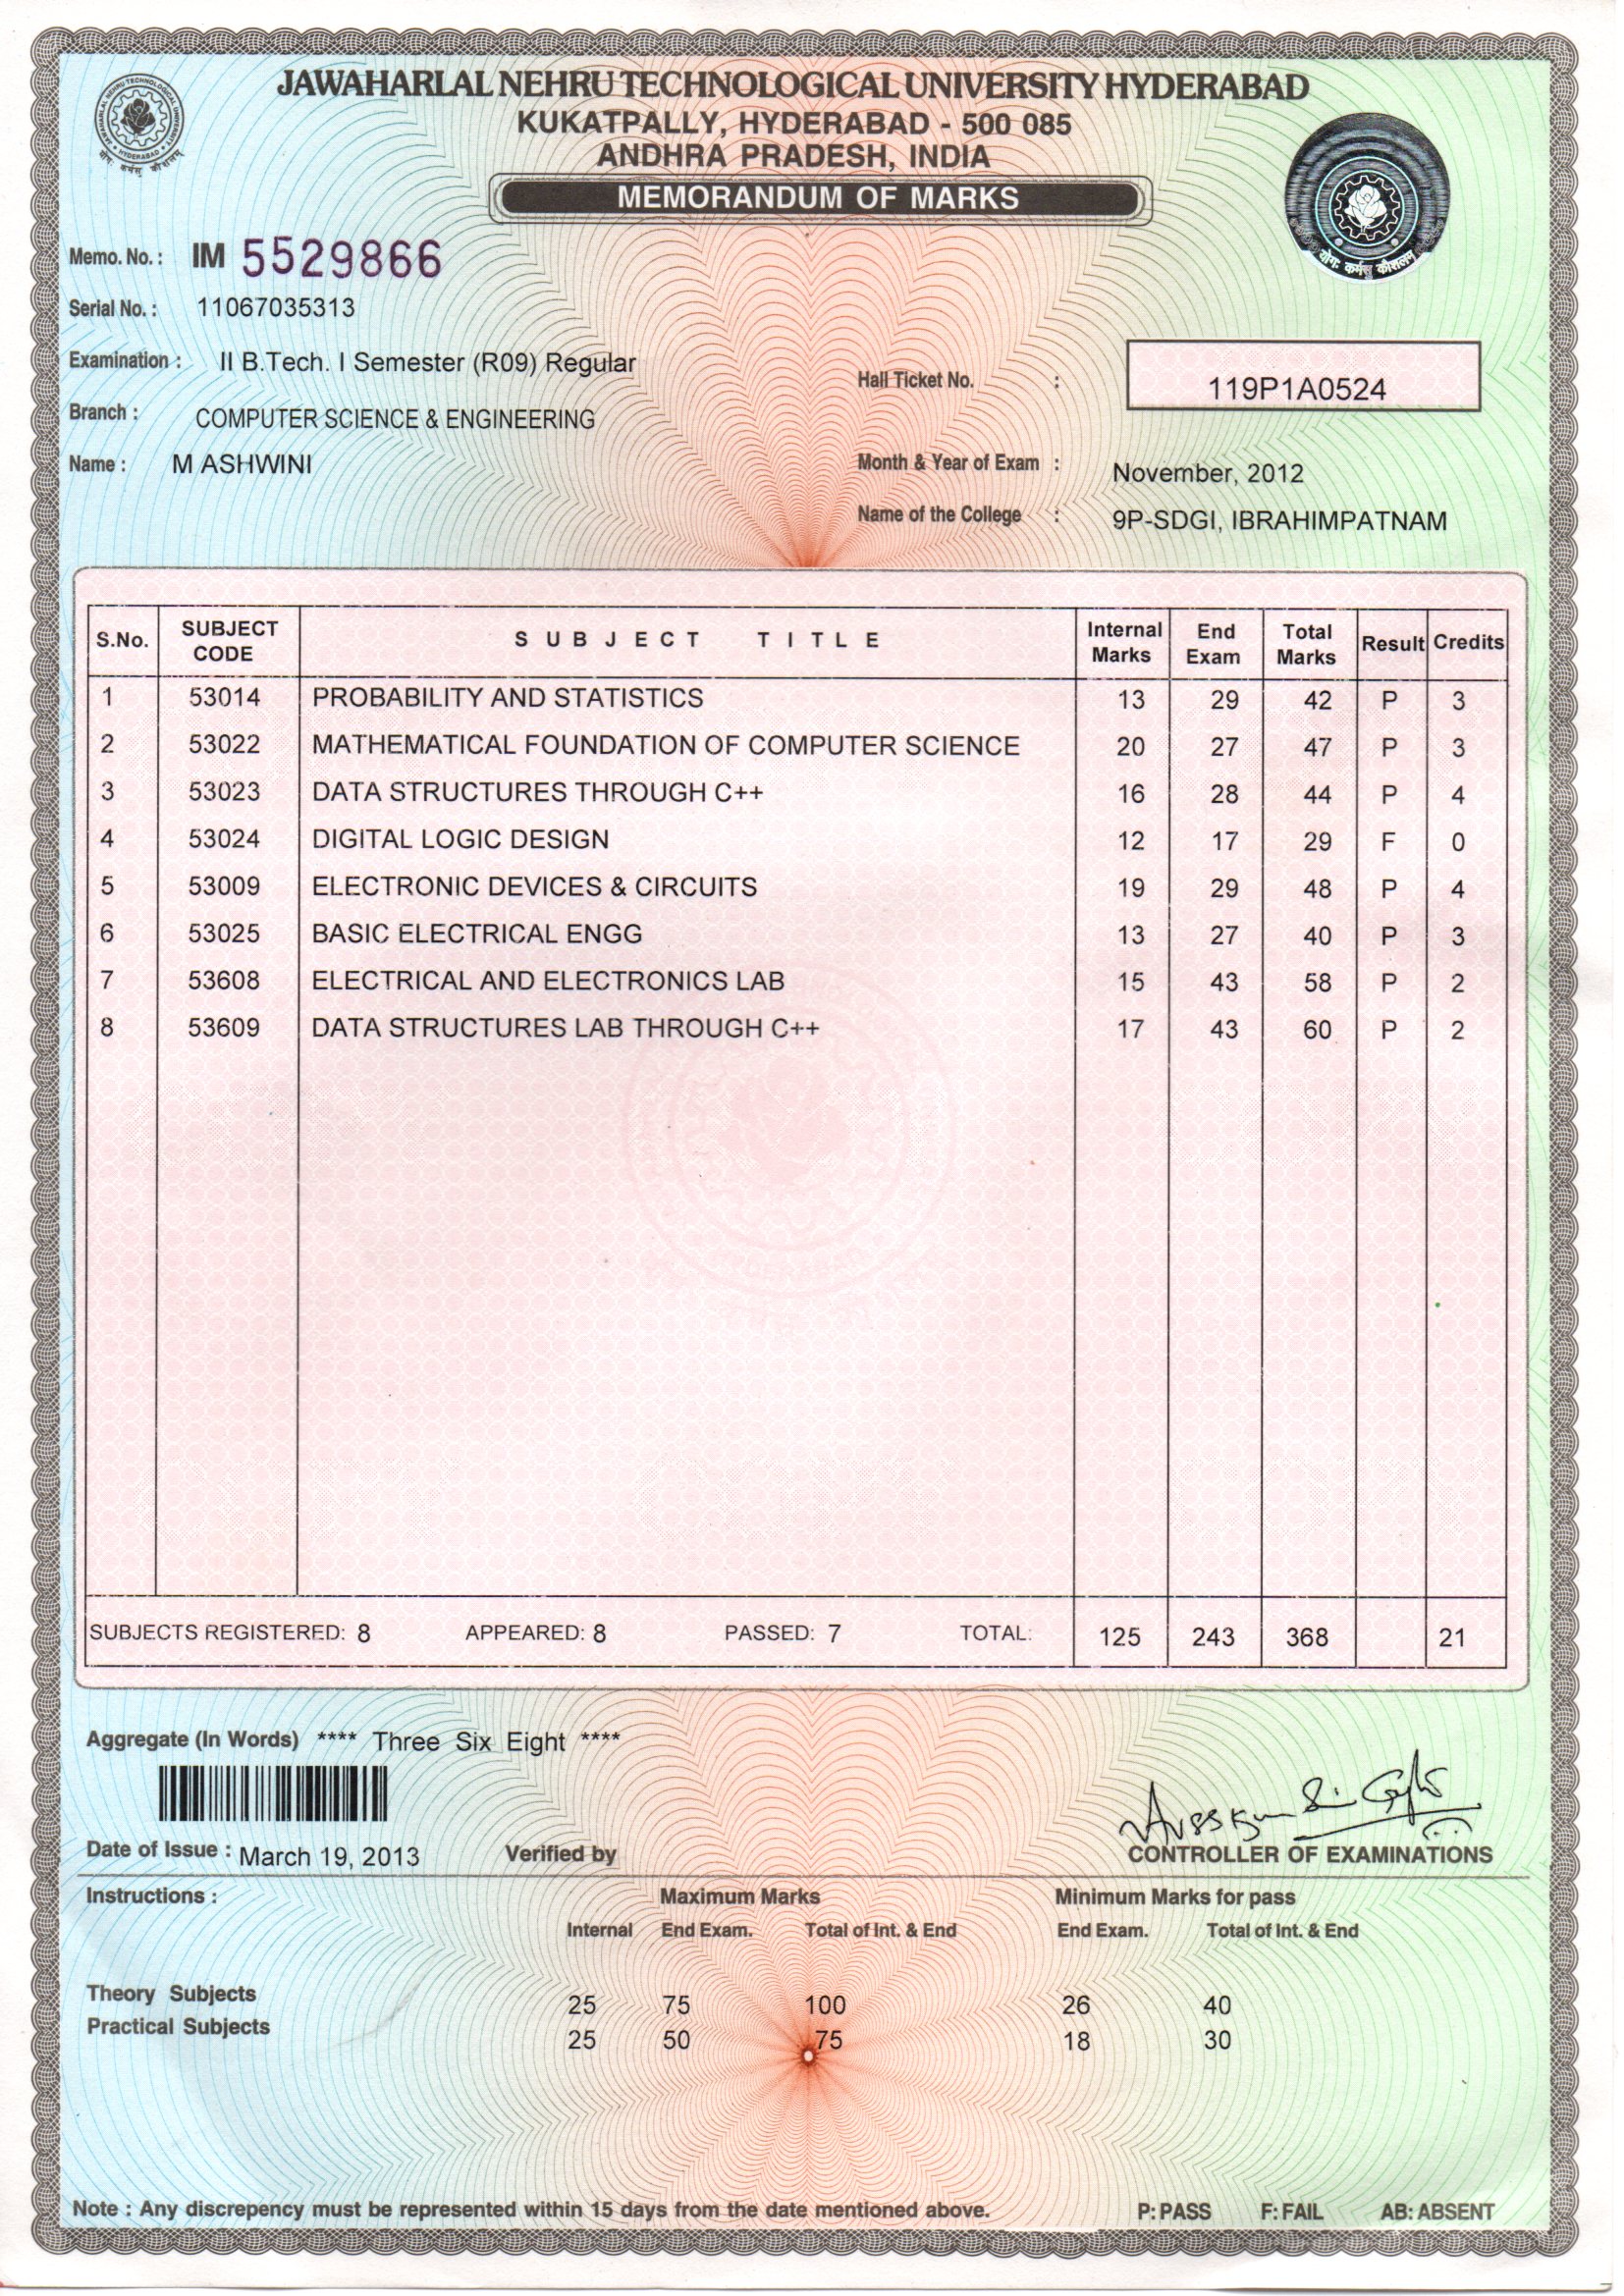 JAWAHARLAL NEHRU TECHNOLOGICAL UNIVERSITY HYDERABAD
KUKATPALLY, HYDERABAD - 500 085
ANDHRA PRADESH, INDIA
MEMORANDUM OF MARKS
JAWAHARLAL NEHRU TECHNOLOGICAL UNIVERSITY
HYDERABAD
योगः कर्मसु कौशलम्
योगः कर्मसु कौशलम्
Memo. No. : IM 5529866
Serial No. : 11067035313
Examination : II B.Tech. I Semester (R09) Regular
Hall Ticket No. : 119P1A0524
Branch : COMPUTER SCIENCE & ENGINEERING
Name : M ASHWINI
Month & Year of Exam : November, 2012
Name of the College : 9P-SDGI, IBRAHIMPATNAM
S.No. SUBJECT CODE SUBJECT TITLE Internal Marks End Exam Total Marks Result Credits
1 53014 PROBABILITY AND STATISTICS 13 29 42 P 3
2 53022 MATHEMATICAL FOUNDATION OF COMPUTER SCIENCE 20 27 47 P 3
3 53023 DATA STRUCTURES THROUGH C++ 16 28 44 P 4
4 53024 DIGITAL LOGIC DESIGN 12 17 29 F 0
5 53009 ELECTRONIC DEVICES & CIRCUITS 19 29 48 P 4
6 53025 BASIC ELECTRICAL ENGG 13 27 40 P 3
7 53608 ELECTRICAL AND ELECTRONICS LAB 15 43 58 P 2
8 53609 DATA STRUCTURES LAB THROUGH C++ 17 43 60 P 2
SUBJECTS REGISTERED: 8 APPEARED: 8 PASSED: 7 TOTAL: 125 243 368 21
Aggregate (In Words) **** Three Six Eight ****
Date of Issue : March 19, 2013 Verified by CONTROLLER OF EXAMINATIONS
Instructions : Maximum Marks Minimum Marks for pass
Internal End Exam. Total of Int. & End End Exam. Total of Int. & End
Theory Subjects 25 75 100 26 40
Practical Subjects 25 50 75 18 30
Note : Any discrepency must be represented within 15 days from the date mentioned above. P: PASS F: FAIL AB: ABSENT